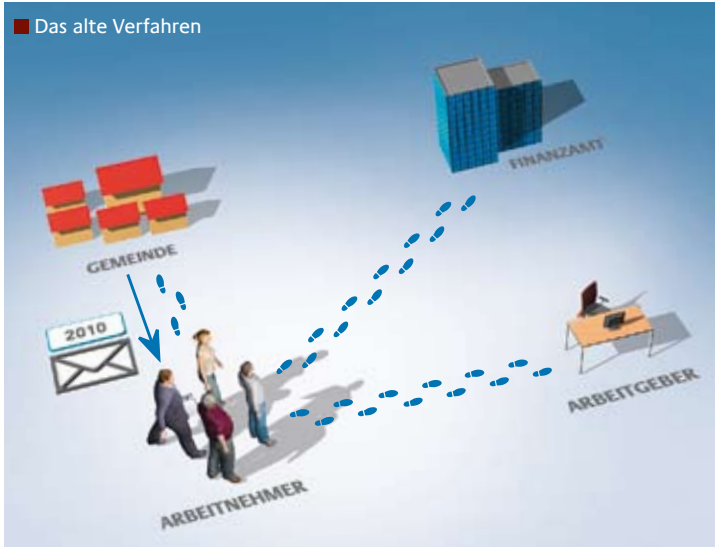 Das alte Verfahren
FINANZAMT
GEMEINDE
2010
ARBEITGEBER
ARBEITNEHMER